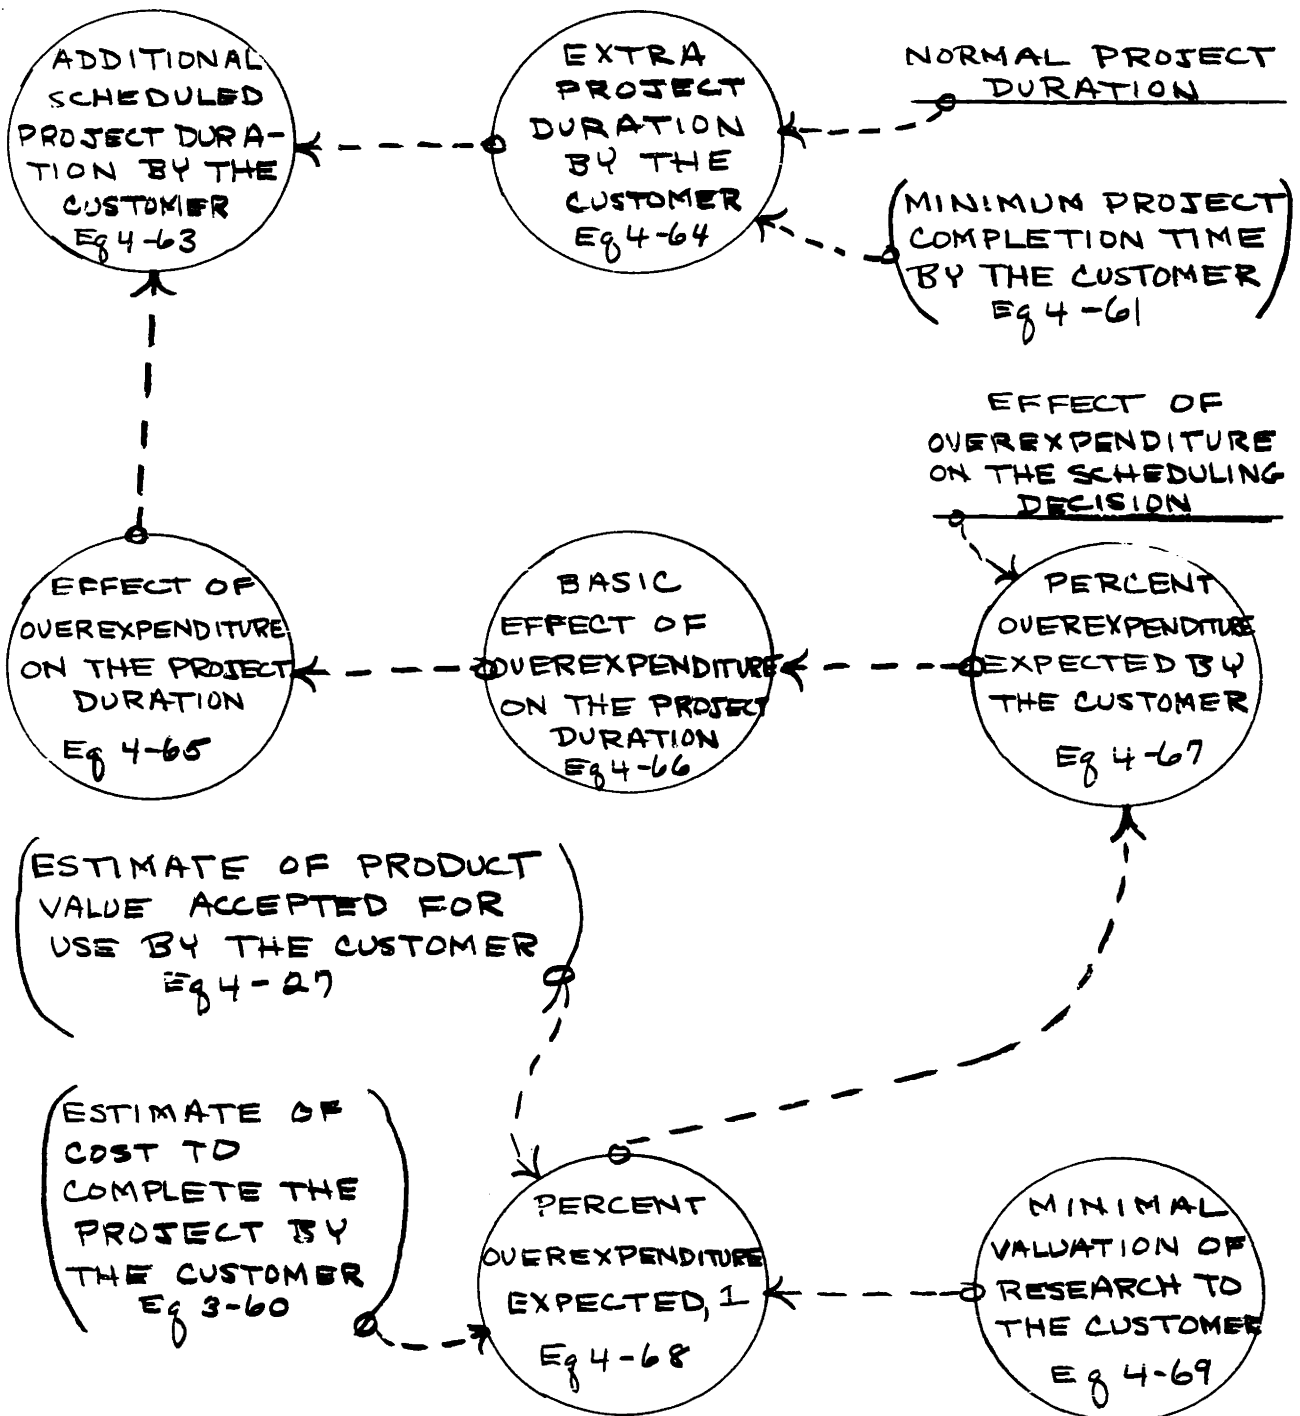 ADDITIONAL
SCHEDULED
PROJECT DURA-
TION BY THE
CUSTOMER
Eq 4-63
EXTRA
PROJECT
DURATION
BY THE
CUSTOMER
Eq 4-64
NORMAL PROJECT
DURATION
MINIMUM PROJECT
COMPLETION TIME
BY THE CUSTOMER
Eq 4-61
EFFECT OF
OVEREXPENDITURE
ON THE SCHEDULING
DECISION
EFFECT OF
OVEREXPENDITURE
ON THE PROJECT
DURATION
Eq 4-65
BASIC
EFFECT OF
OVEREXPENDITURE
ON THE PROJECT
DURATION
Eq 4-66
PERCENT
OVEREXPENDITURE
EXPECTED BY
THE CUSTOMER
Eq 4-67
ESTIMATE OF PRODUCT
VALUE ACCEPTED FOR
USE BY THE CUSTOMER
Eq 4-27
ESTIMATE OF
COST TO
COMPLETE THE
PROJECT BY
THE CUSTOMER
Eq 3-60
PERCENT
OVEREXPENDITURE
EXPECTED, 1
Eq 4-68
MINIMAL
VALUATION OF
RESEARCH TO
THE CUSTOMER
Eq 4-69